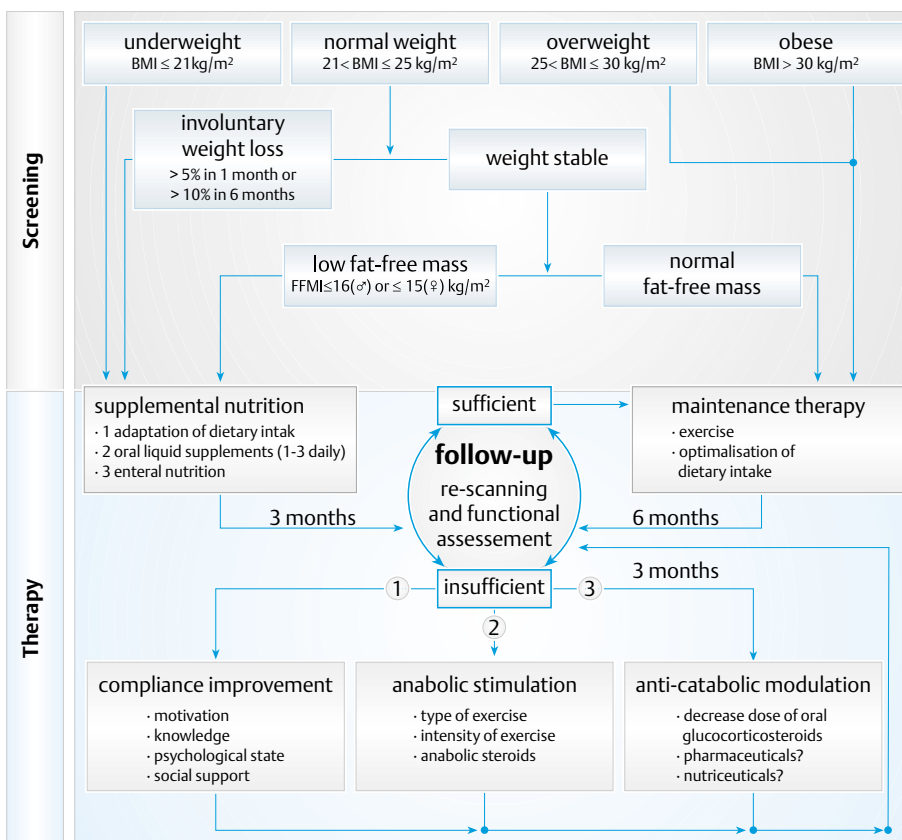 Screening
underweight
BMI ≤ 21kg/m²
normal weight
21< BMI ≤ 25 kg/m²
overweight
25< BMI ≤ 30 kg/m²
obese
BMI > 30 kg/m²
involuntary
weight loss
> 5% in 1 month or
> 10% in 6 months
weight stable
low fat-free mass
FFMI≤16(♂) or ≤ 15(♀) kg/m²
normal
fat-free mass
Therapy
supplemental nutrition
· 1 adaptation of dietary intak
· 2 oral liquid supplements (1-3 daily)
· 3 enteral nutrition
sufficient
maintenance therapy
· exercise
· optimalisation of
dietary intake
follow-up
re-scanning
and functional
assessement
3 months
6 months
insufficient
3 months
1
2
3
compliance improvement
· motivation
· knowledge
· psychological state
· social support
anabolic stimulation
· type of exercise
· intensity of exercise
· anabolic steroids
anti-catabolic modulation
· decrease dose of oral
glucocorticosteroids
· pharmaceuticals?
· nutriceuticals?